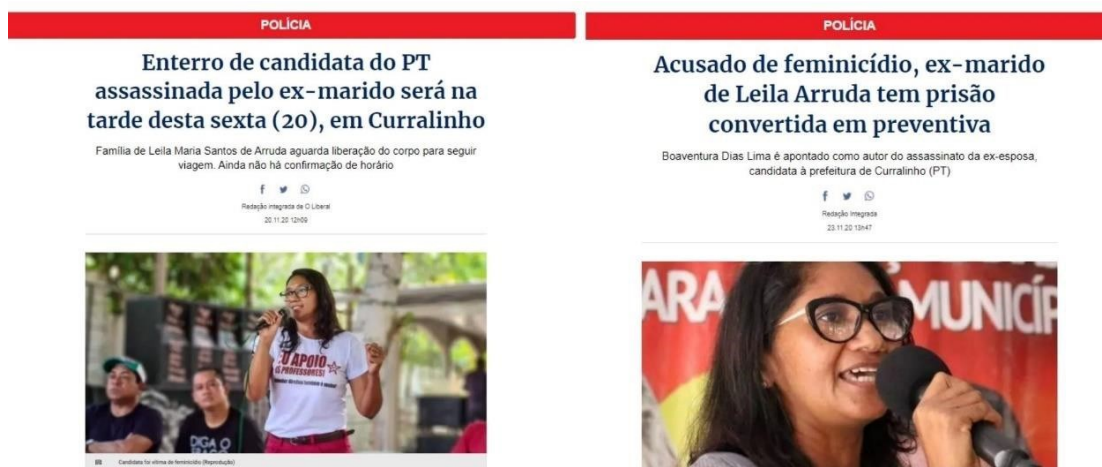 POLÍCIA
Enterro de candidata do PT
assassinada pelo ex-marido será na
tarde desta sexta (20), em Curralinho
Família de Leila Maria Santos de Arruda aguarda liberação do corpo para seguir
viagem. Ainda não há confirmação de horário
Redação integrada de O Liberal
20.11.20 12h09
EU APOIO
OS PROFESSORES!
DIGA O
Candidata foi vítima de feminicídio (Reprodução)
POLÍCIA
Acusado de feminicídio, ex-marido
de Leila Arruda tem prisão
convertida em preventiva
Boaventura Dias Lima é apontado como autor do assassinato da ex-esposa,
candidata à prefeitura de Curralinho (PT)
Redação Integrada
23.11.20 13h47
ARA
MUNICÍP